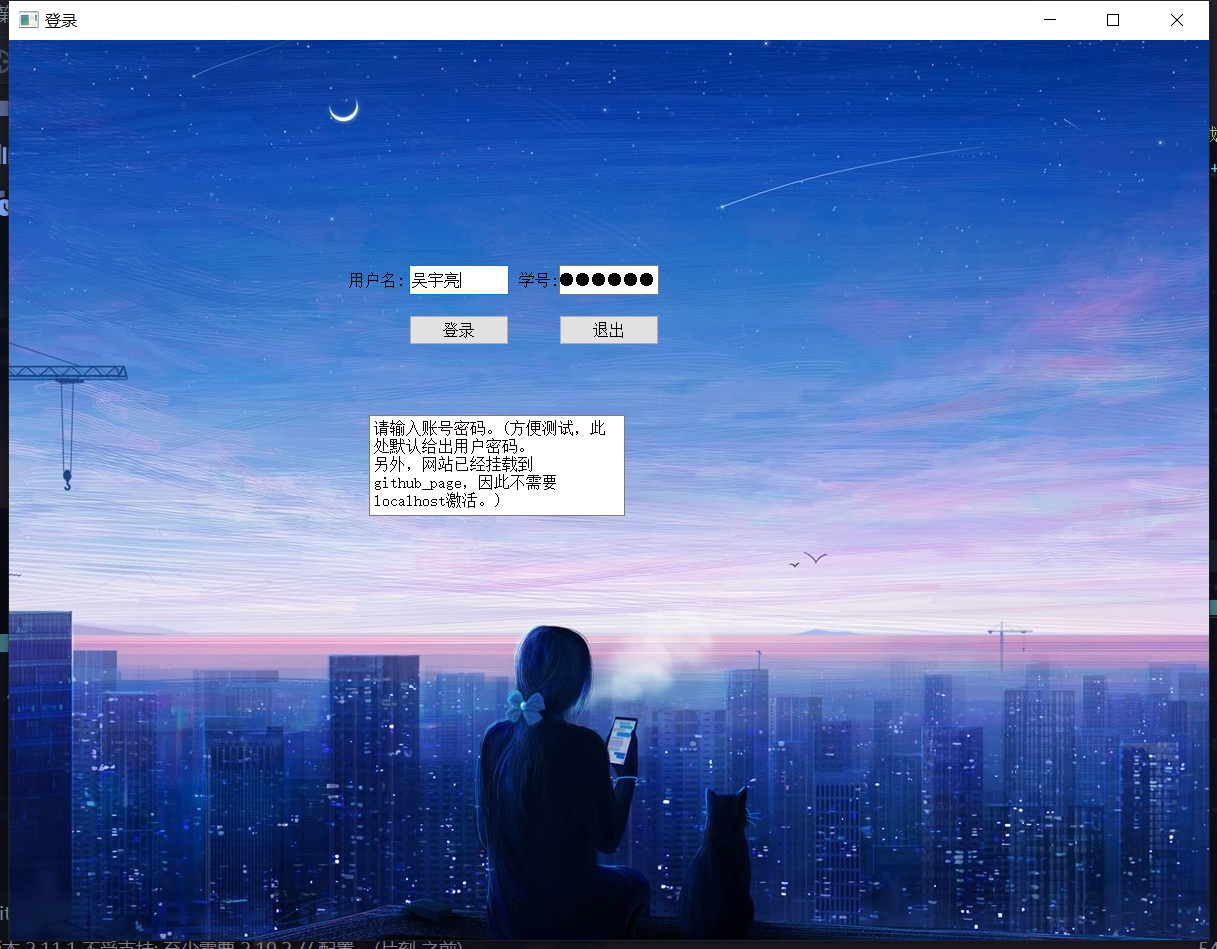 登录
用户名: 吴宇亮 学号:●●●●●●
登录 退出
请输入账号密码。(方便测试，此
处默认给出用户密码。
另外，网站已经挂载到
github_page，因此不需要
localhost激活。)